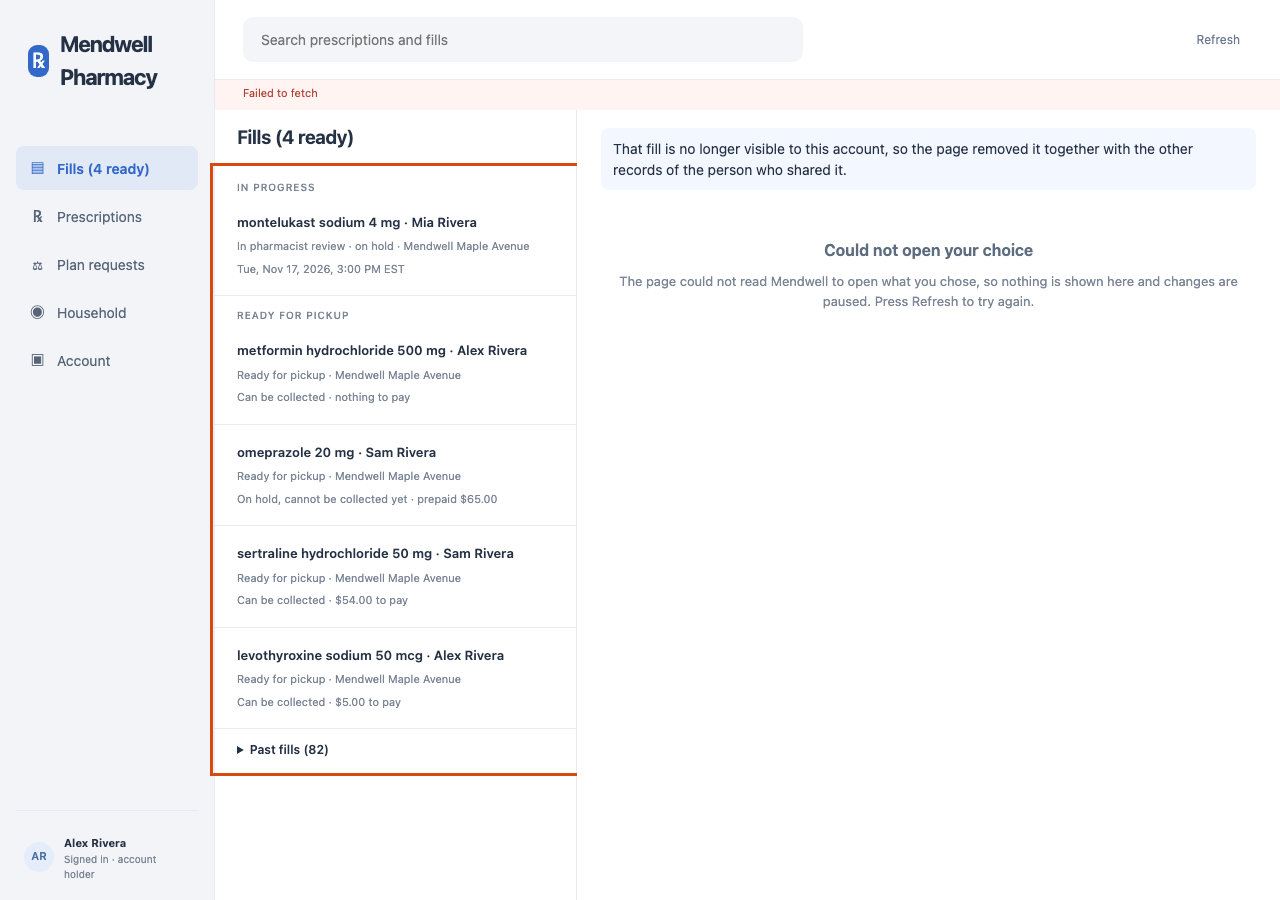 Mendwell
Pharmacy
Fills (4 ready)
Prescriptions
Plan requests
Household
Account
AR
Alex Rivera
Signed in · account
holder
Search prescriptions and fills
Refresh
Failed to fetch
Fills (4 ready)
IN PROGRESS
montelukast sodium 4 mg · Mia Rivera
In pharmacist review · on hold · Mendwell Maple Avenue
Tue, Nov 17, 2026, 3:00 PM EST
READY FOR PICKUP
metformin hydrochloride 500 mg · Alex Rivera
Ready for pickup · Mendwell Maple Avenue
Can be collected · nothing to pay
omeprazole 20 mg · Sam Rivera
Ready for pickup · Mendwell Maple Avenue
On hold, cannot be collected yet · prepaid $65.00
sertraline hydrochloride 50 mg · Sam Rivera
Ready for pickup · Mendwell Maple Avenue
Can be collected · $54.00 to pay
levothyroxine sodium 50 mcg · Alex Rivera
Ready for pickup · Mendwell Maple Avenue
Can be collected · $5.00 to pay
Past fills (82)
That fill is no longer visible to this account, so the page removed it together with the other
records of the person who shared it.
Could not open your choice
The page could not read Mendwell to open what you chose, so nothing is shown here and changes are
paused. Press Refresh to try again.